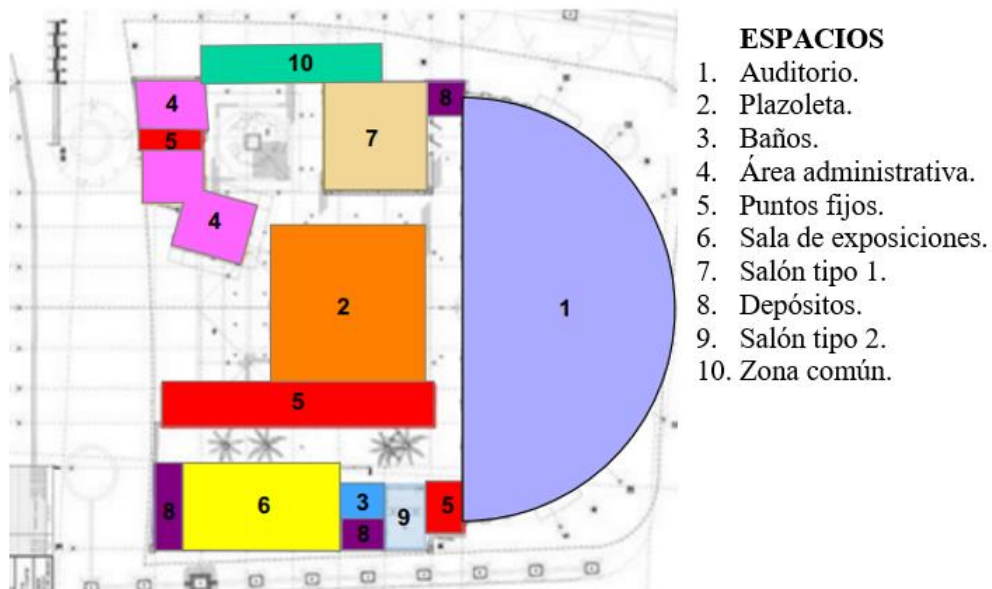 ESPACIOS
1. Auditorio.
2. Plazoleta.
3. Baños.
4. Área administrativa.
5. Puntos fijos.
6. Sala de exposiciones.
7. Salón tipo 1.
8. Depósitos.
9. Salón tipo 2.
10. Zona común.
10
4
8
5
7
4
2
1
5
8
6
3
9
5
8